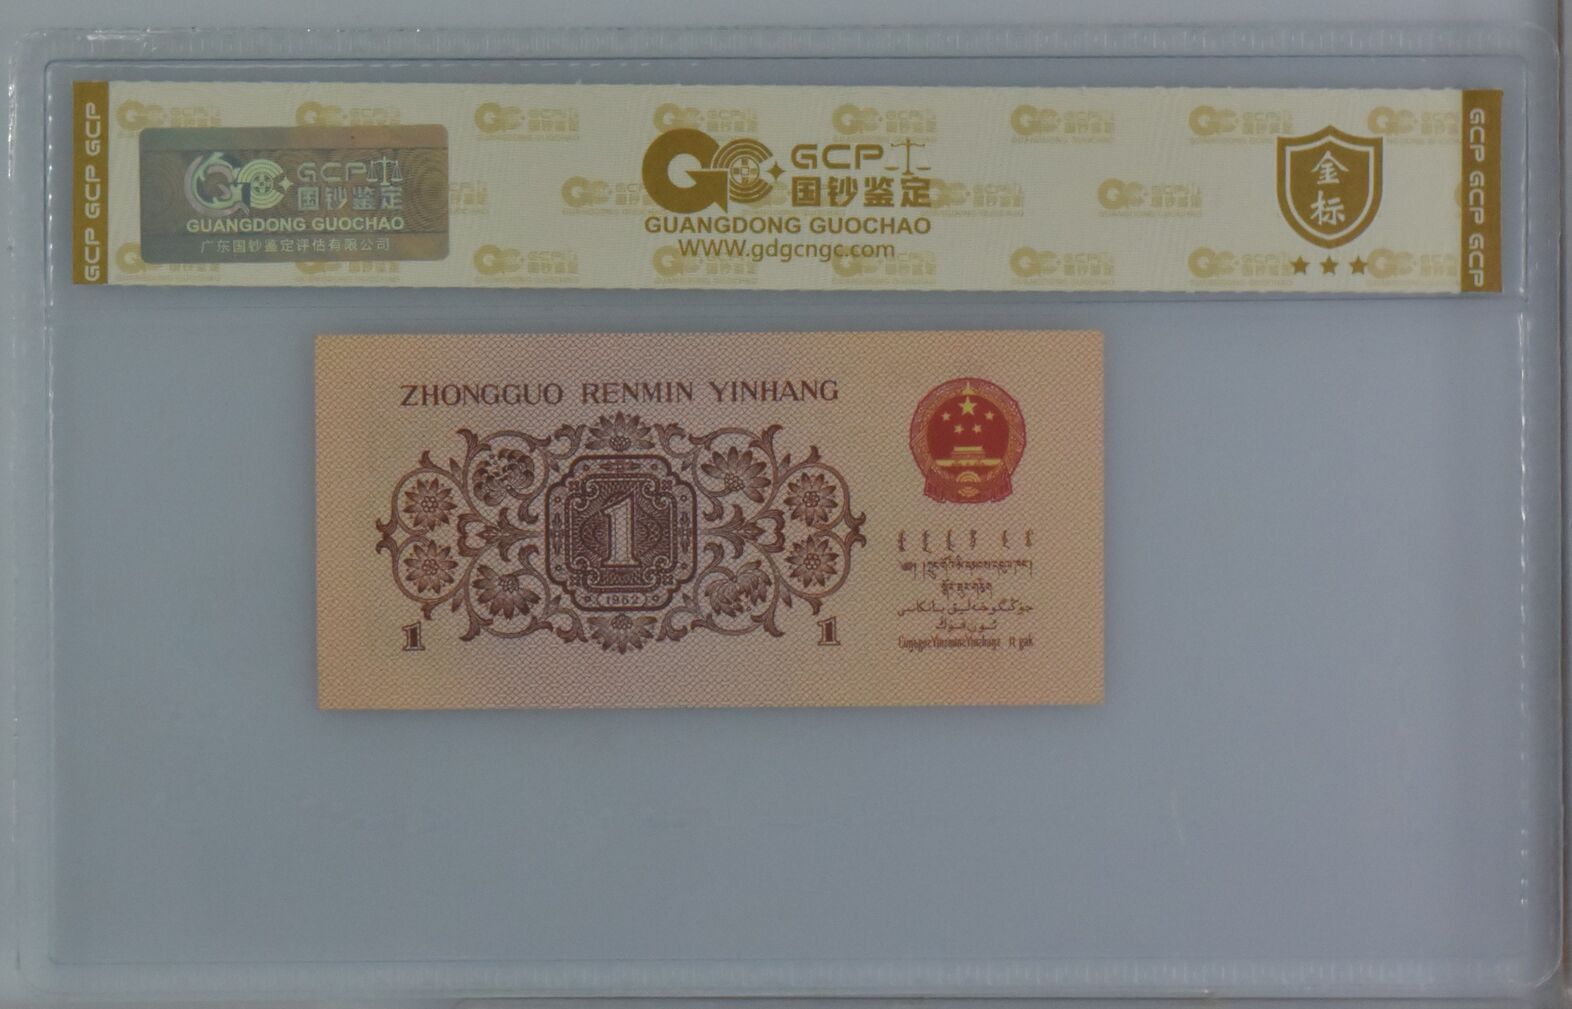 GCP GCP GCP
GCP
国钞鉴定
GUANGDONG GUOCHAO
广东国钞鉴定评估有限公司
GCP
国钞鉴定
GUANGDONG GUOCHAO
WWW.gdgcngc.com
金标
GCP GCP GCP
ZHONGGUO RENMIN YINHANG
1
(1962)
1
1